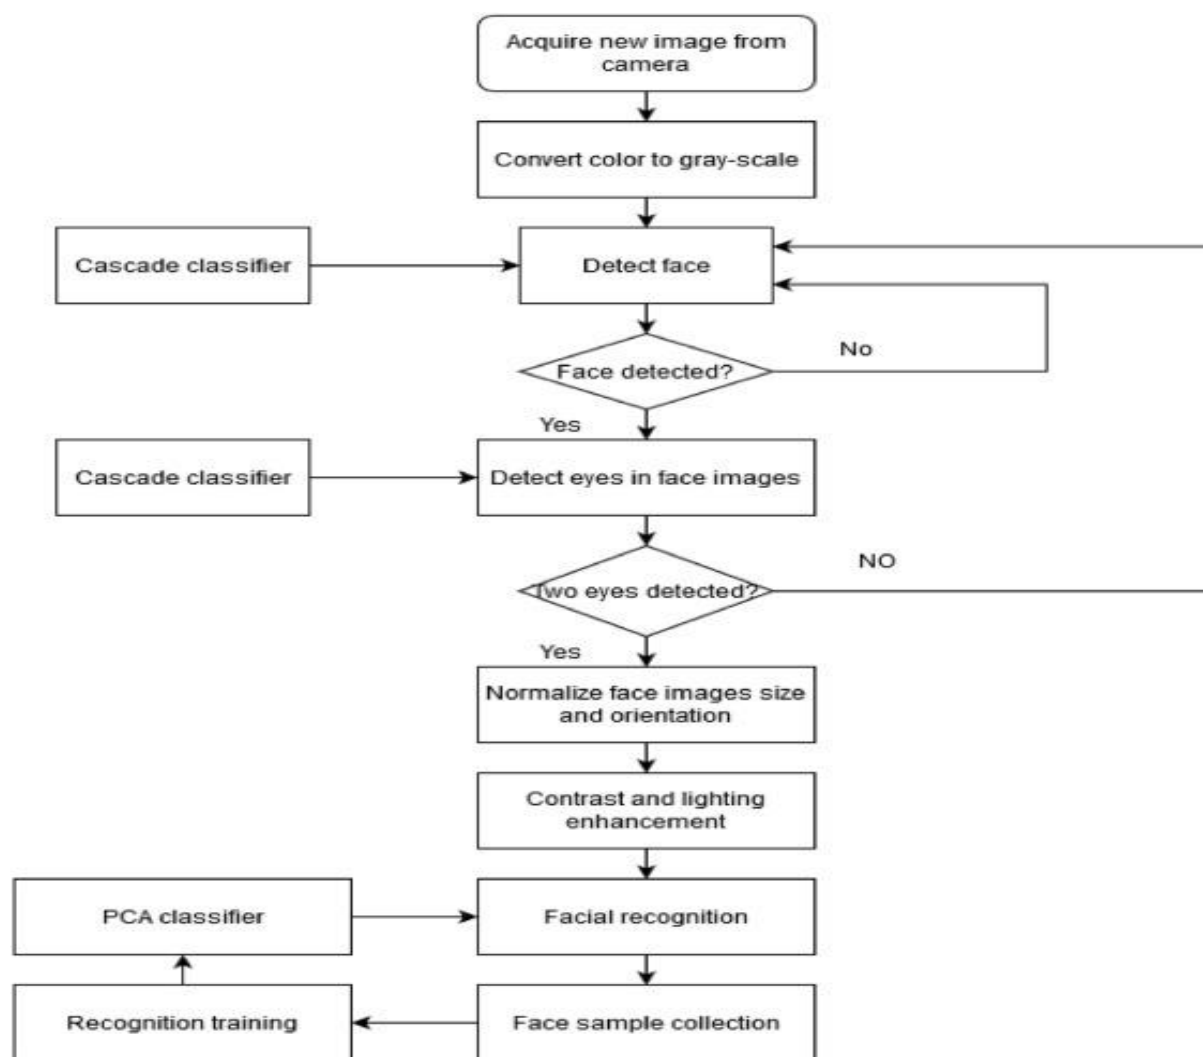 Acquire new image from
camera
Convert color to gray-scale
Cascade classifier
Detect face
No
Face detected?
Yes
Cascade classifier
Detect eyes in face images
NO
Two eyes detected?
Yes
Normalize face images size
and orientation
Contrast and lighting
enhancement
PCA classifier
Facial recognition
Recognition training
Face sample collection